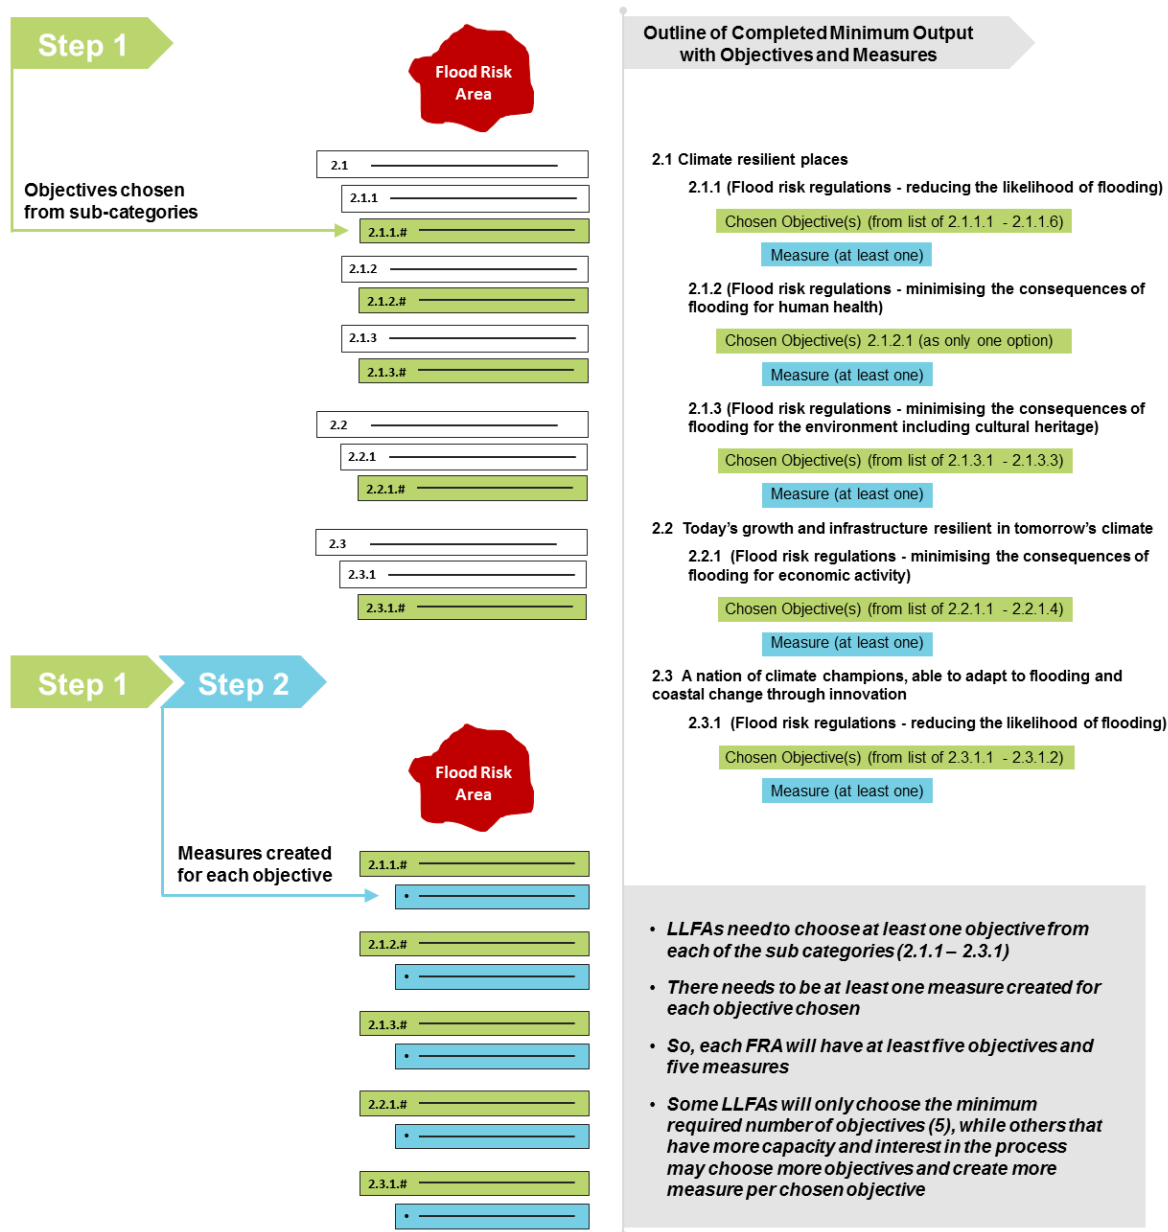 Step 1
Flood Risk
Area
Objectives chosen
from sub-categories
2.1
2.1.1
2.1.1.#
2.1.2
2.1.2.#
2.1.3
2.1.3.#
2.2
2.2.1
2.2.1.#
2.3
2.3.1
2.3.1.#
Step 1
Step 2
Flood Risk
Area
Measures created
for each objective
2.1.1.#
•
2.1.2.#
•
2.1.3.#
•
2.2.1.#
•
2.3.1.#
•
Outline of Completed Minimum Output
with Objectives and Measures
2.1 Climate resilient places
2.1.1 (Flood risk regulations - reducing the likelihood of flooding)
Chosen Objective(s) (from list of 2.1.1.1 - 2.1.1.6)
Measure (at least one)
2.1.2 (Flood risk regulations - minimising the consequences of
flooding for human health)
Chosen Objective(s) 2.1.2.1 (as only one option)
Measure (at least one)
2.1.3 (Flood risk regulations - minimising the consequences of
flooding for the environment including cultural heritage)
Chosen Objective(s) (from list of 2.1.3.1 - 2.1.3.3)
Measure (at least one)
2.2 Today's growth and infrastructure resilient in tomorrow's climate
2.2.1 (Flood risk regulations - minimising the consequences of
flooding for economic activity)
Chosen Objective(s) (from list of 2.2.1.1 - 2.2.1.4)
Measure (at least one)
2.3 A nation of climate champions, able to adapt to flooding and
coastal change through innovation
2.3.1 (Flood risk regulations - reducing the likelihood of flooding)
Chosen Objective(s) (from list of 2.3.1.1 - 2.3.1.2)
Measure (at least one)
• LLFAs need to choose at least one objective from
each of the sub categories (2.1.1 – 2.3.1)
• There needs to be at least one measure created for
each objective chosen
• So, each FRA will have at least five objectives and
five measures
• Some LLFAs will only choose the minimum
required number of objectives (5), while others that
have more capacity and interest in the process
may choose more objectives and create more
measure per chosen objective